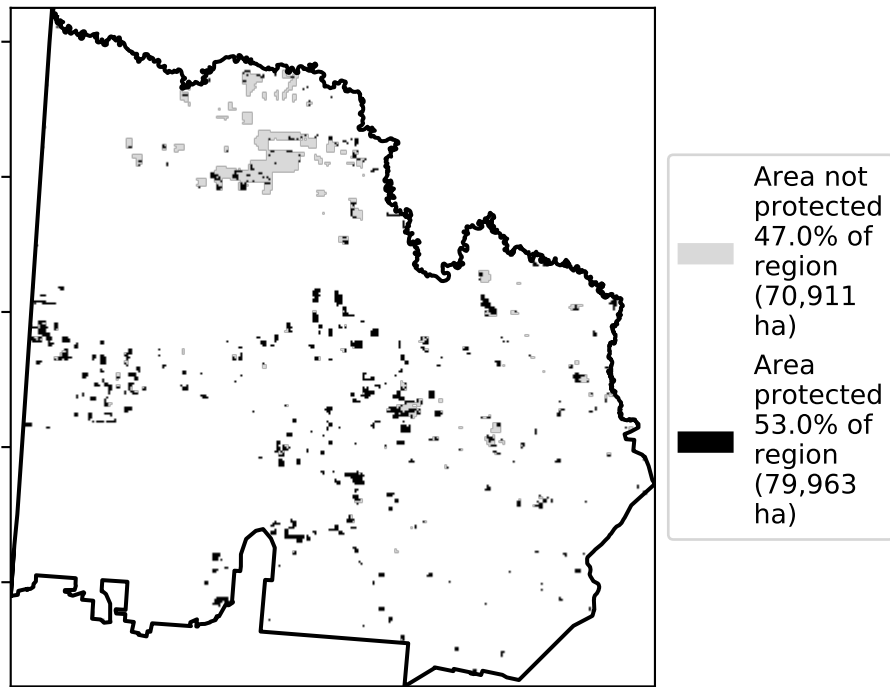 Area not
protected
47.0% of
region
(70,911
ha)
Area
protected
53.0% of
region
(79,963
ha)